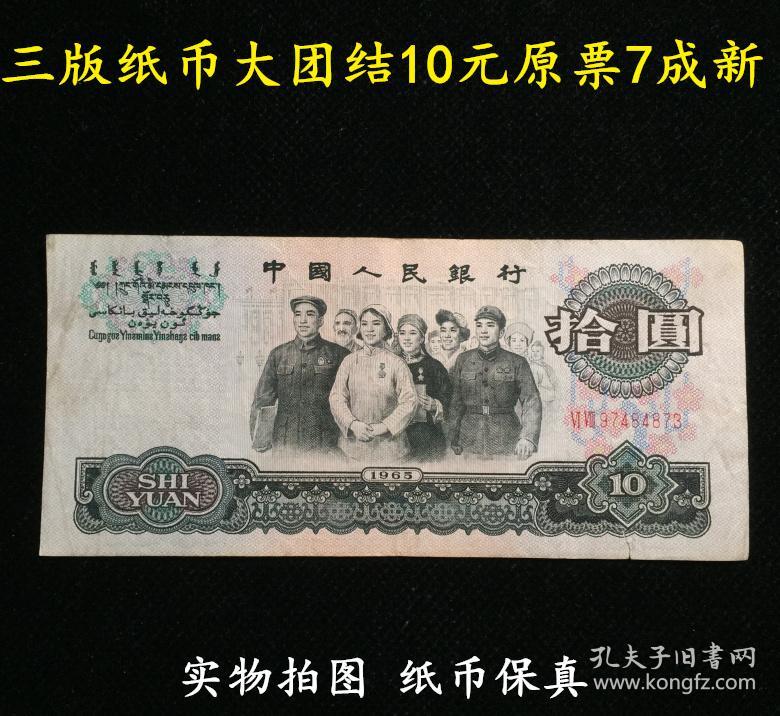 三版纸币大团结10元原票7成新
中國人民銀行
拾圓
ⅥⅦ97484873
1965
SHI
YUAN
10
实物拍图 纸币保真
孔夫子旧书网
www.kongfz.com